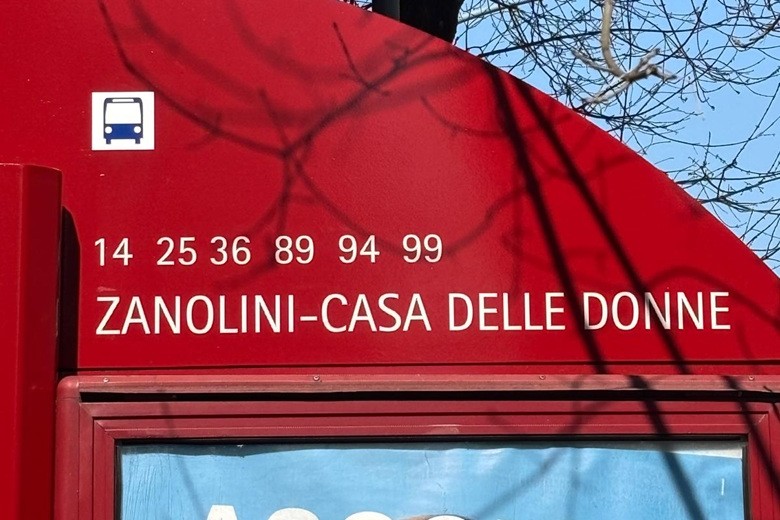 14 25 36 89 94 99
ZANOLINI-CASA DELLE DONNE